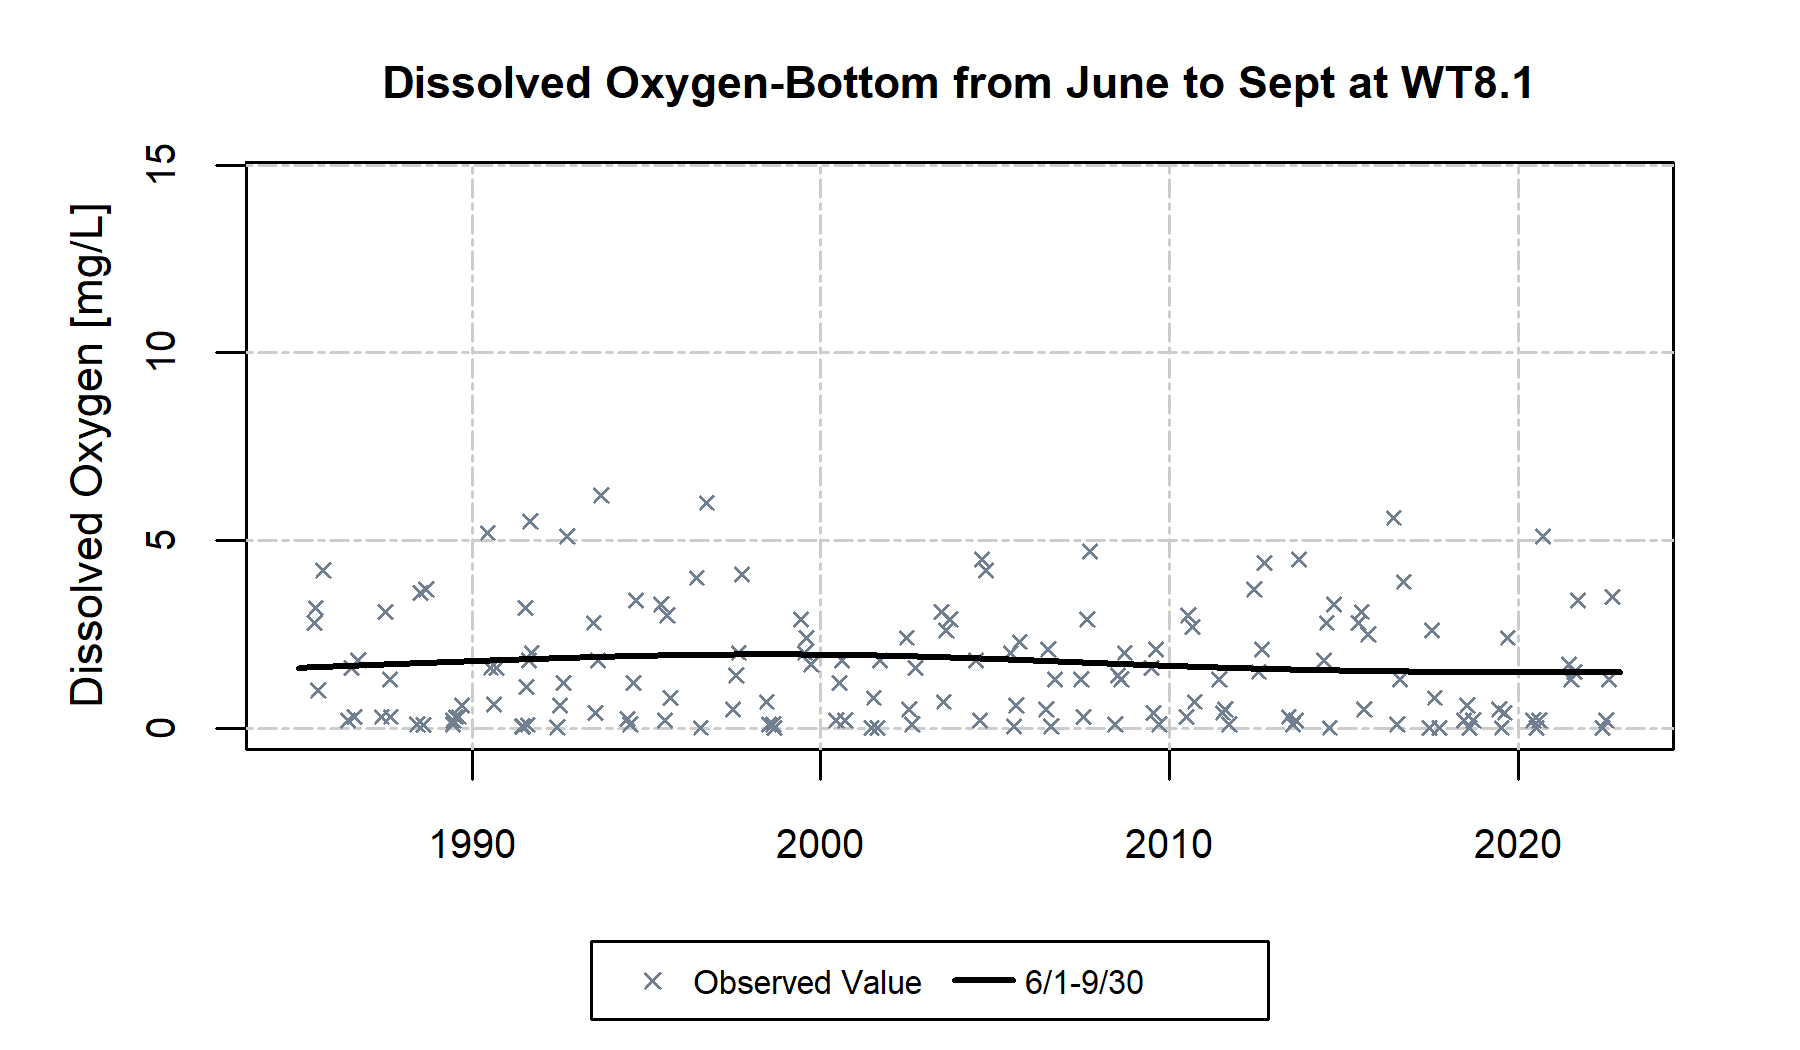 Dissolved Oxygen-Bottom from June to Sept at WT8.1
Dissolved Oxygen [mg/L]
15
10
5
0
1990 2000 2010 2020
Observed Value 6/1-9/30